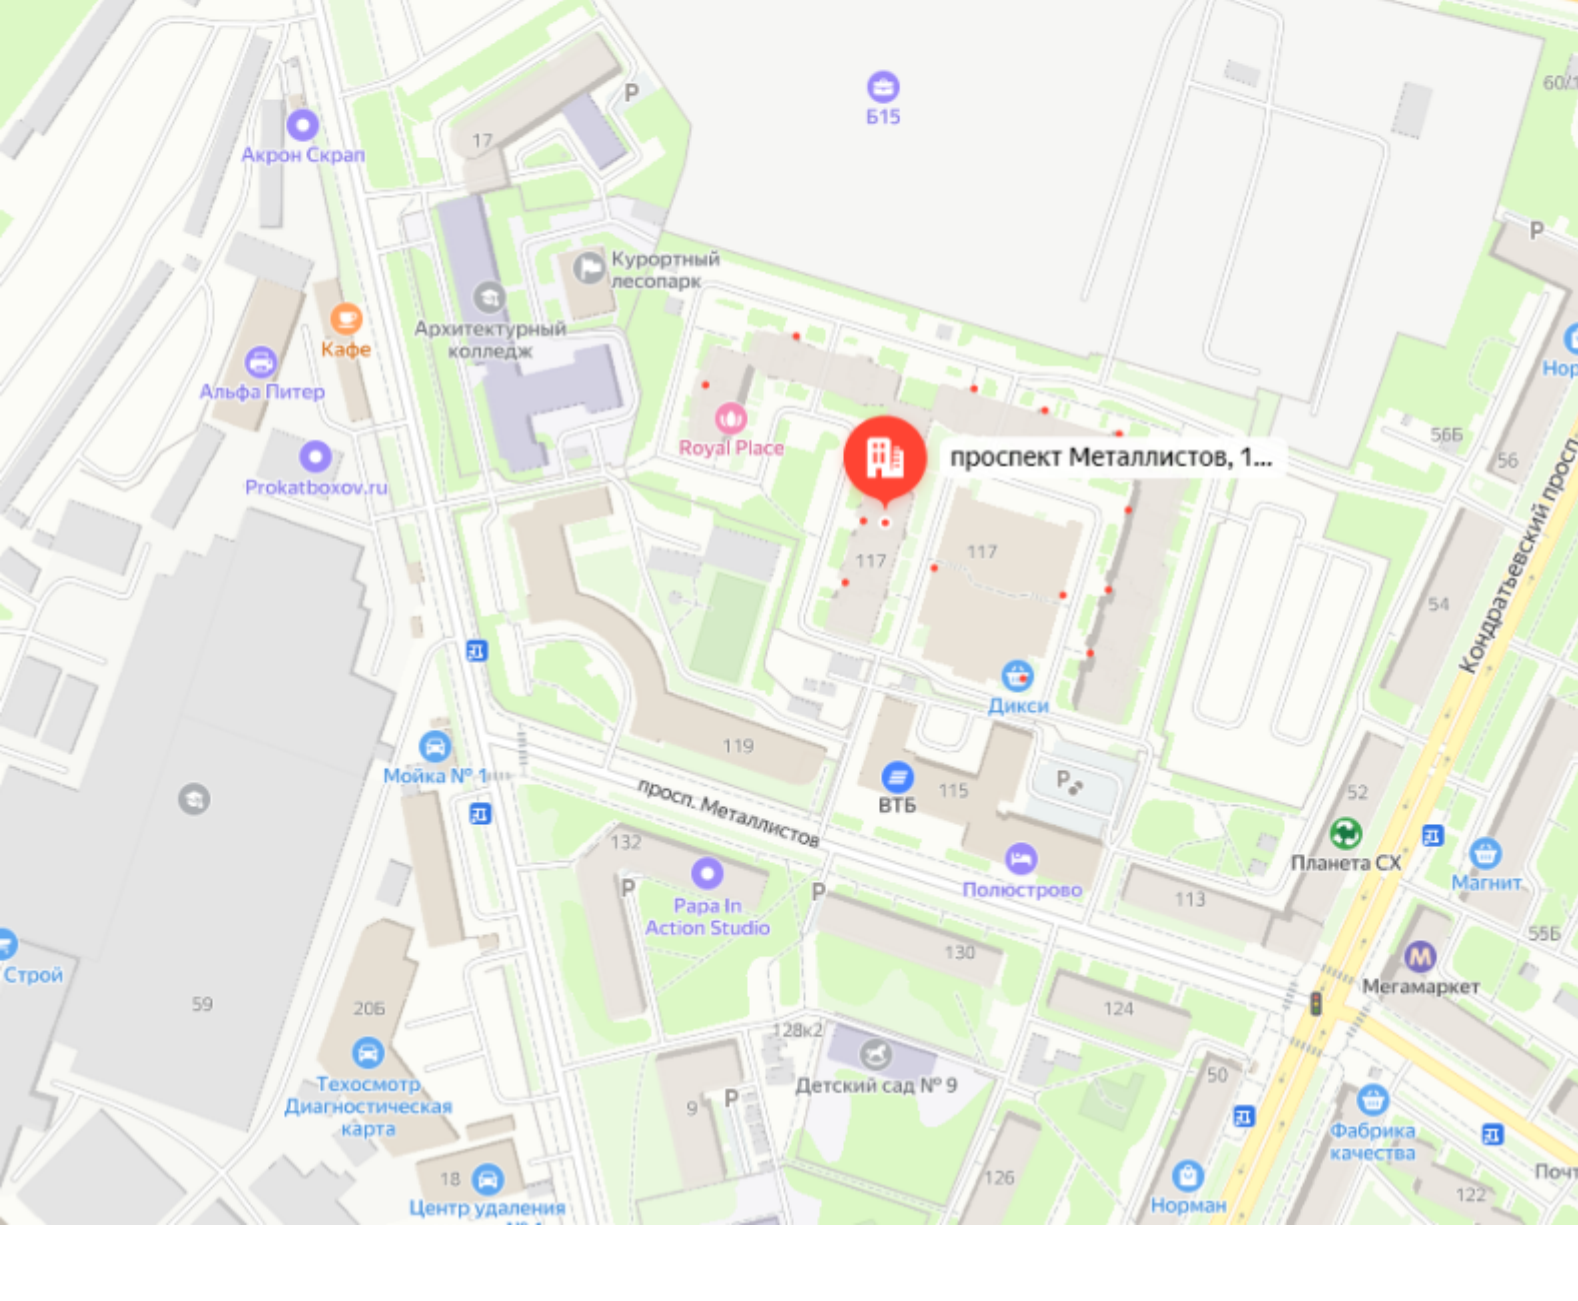 Б15
60/1
P
17
Акрон Скрап
P
Курортный
лесопарк
Архитектурный
колледж
Кафе
Альфа Питер
Нор
Royal Place
56Б
56
проспект Металлистов, 1...
Prokatboxov.ru
117
117
54
Кондратьевский просп.
Дикси
119
Мойка № 1
просп. Металлистов
ВТБ
115
P
52
132
Планета СХ
P
P
Полюстрово
Магнит
Papa In
Action Studio
113
55Б
130
Мегамаркет
Строй
59
20Б
124
128к2
Техосмотр
Диагностическая
карта
Детский сад № 9
50
9
P
Фабрика
качества
18
126
Почт
122
Центр удаления
Норман